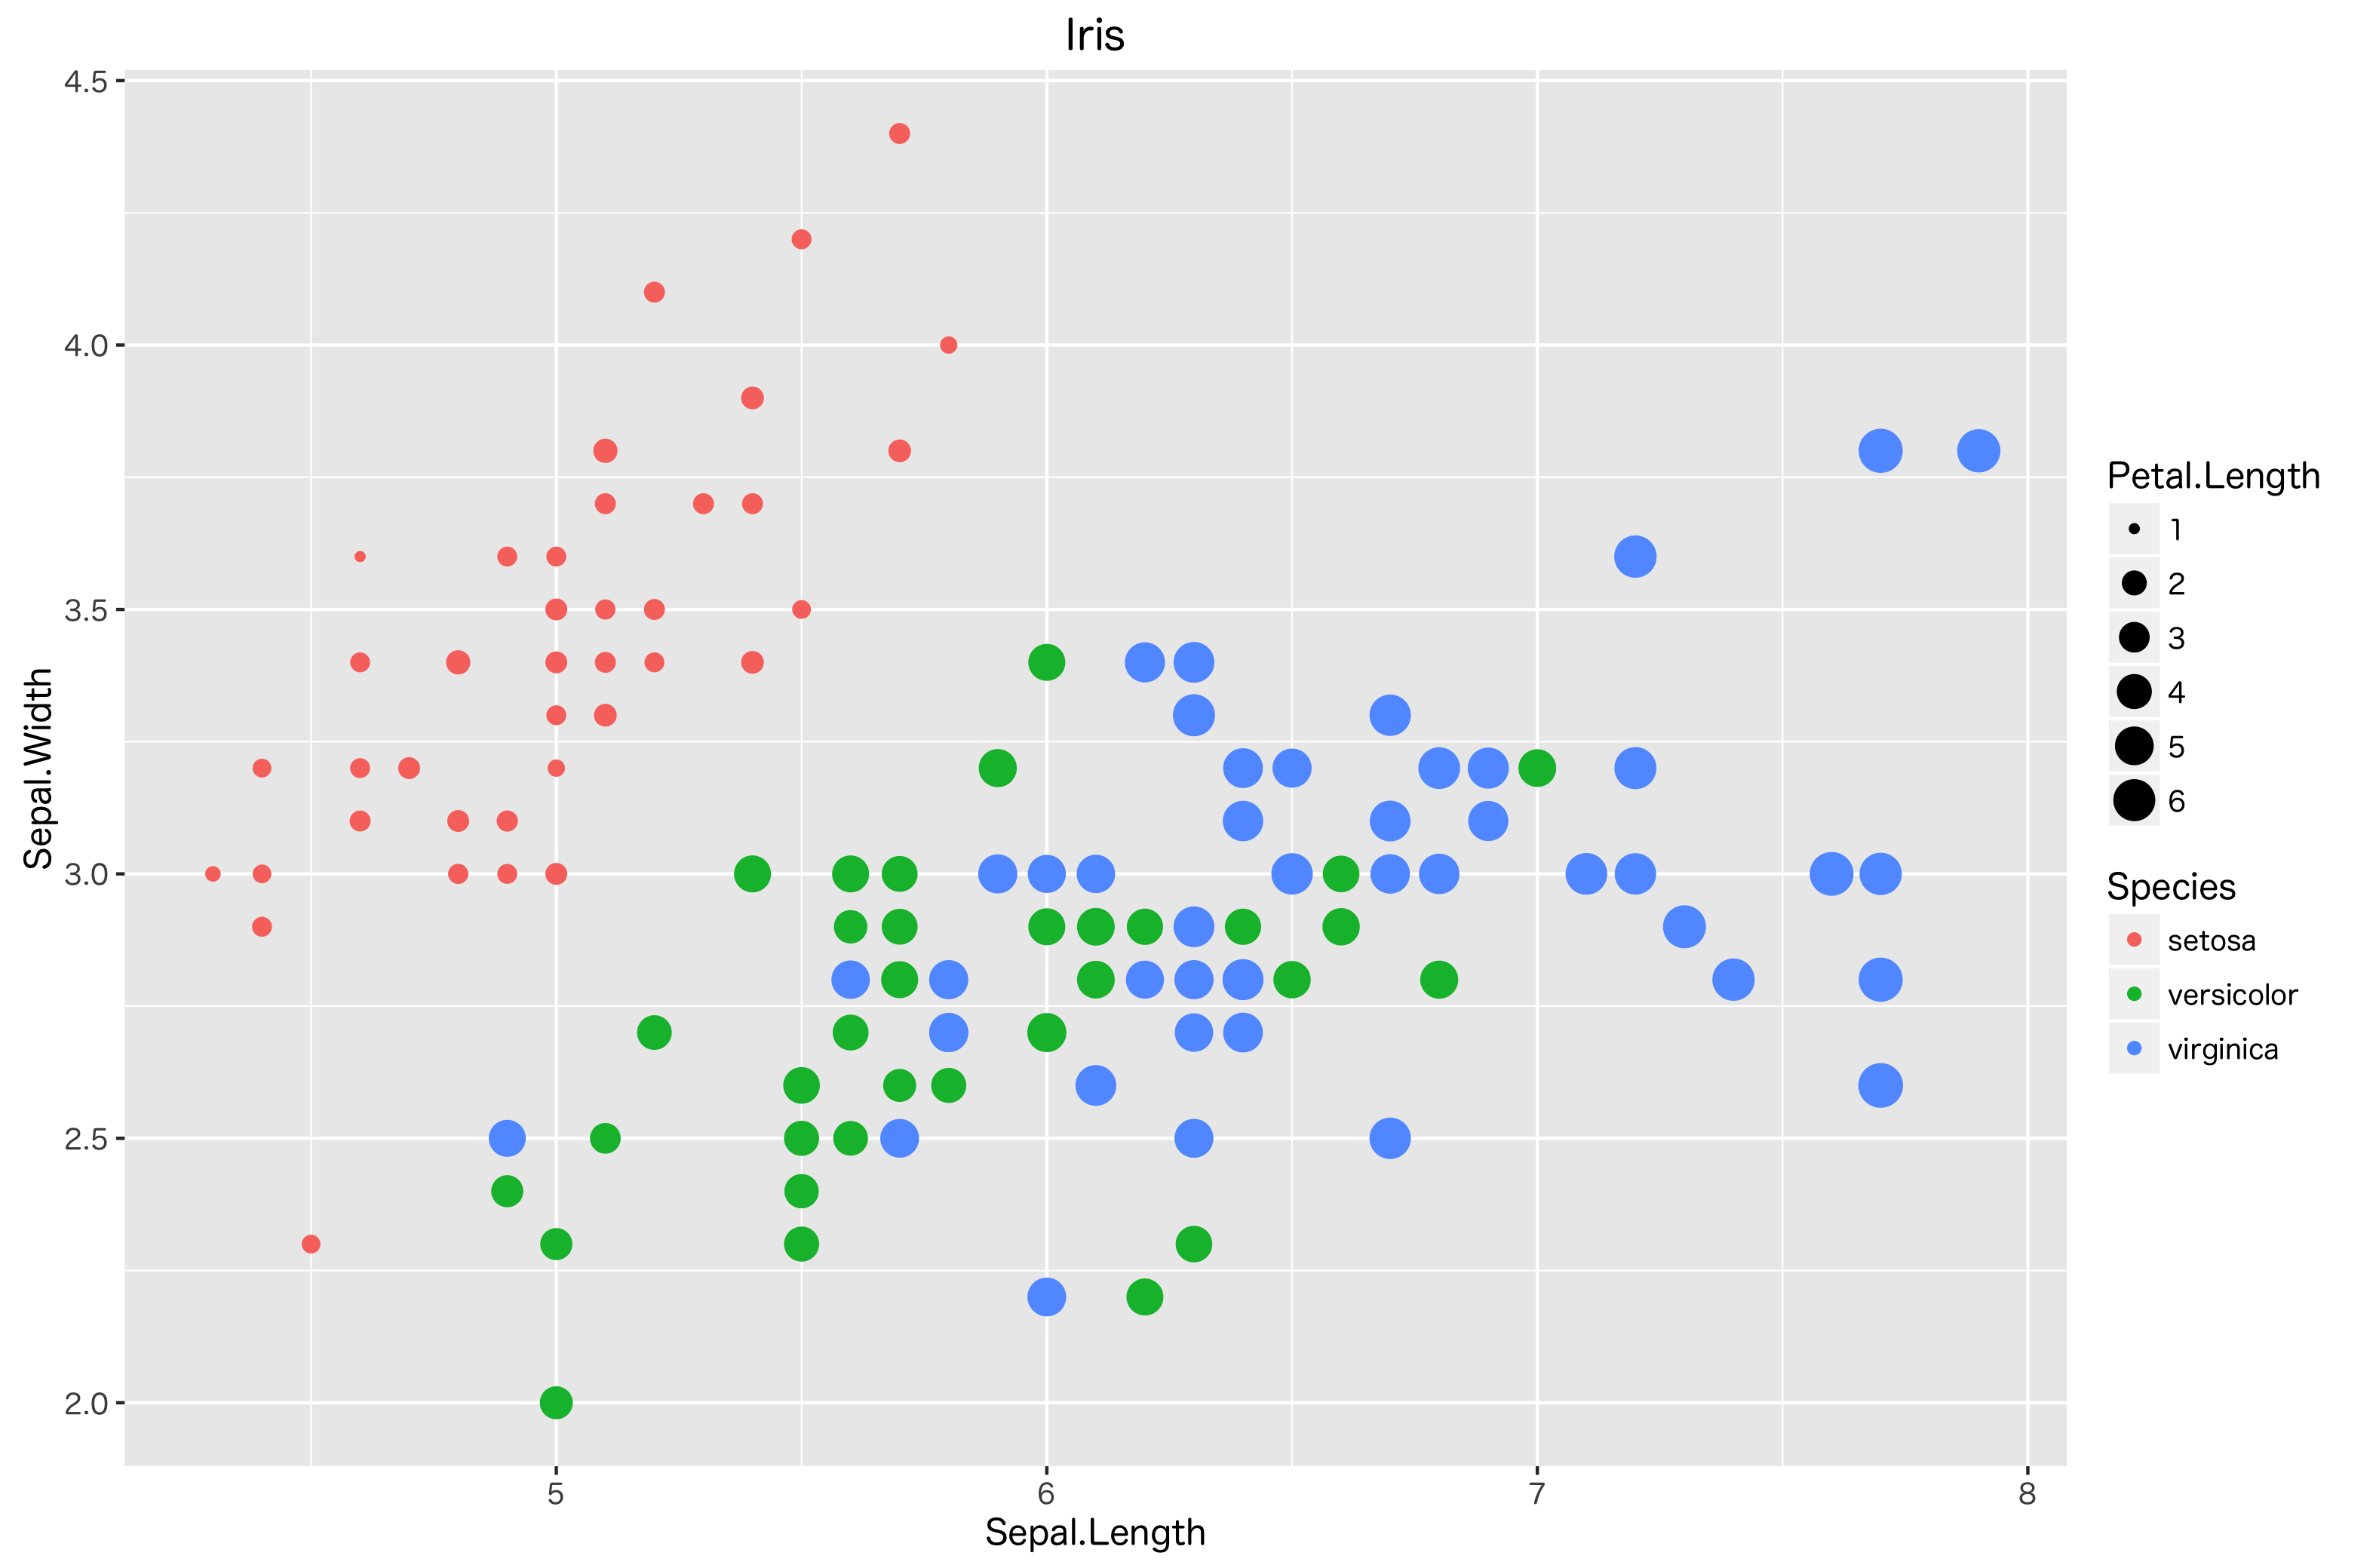 Iris
4.5
4.0
3.5
3.0
2.5
2.0
Sepal.Width
5 6 7 8
Sepal.Length
Petal.Length
1
2
3
4
5
6
Species
setosa
versicolor
virginica